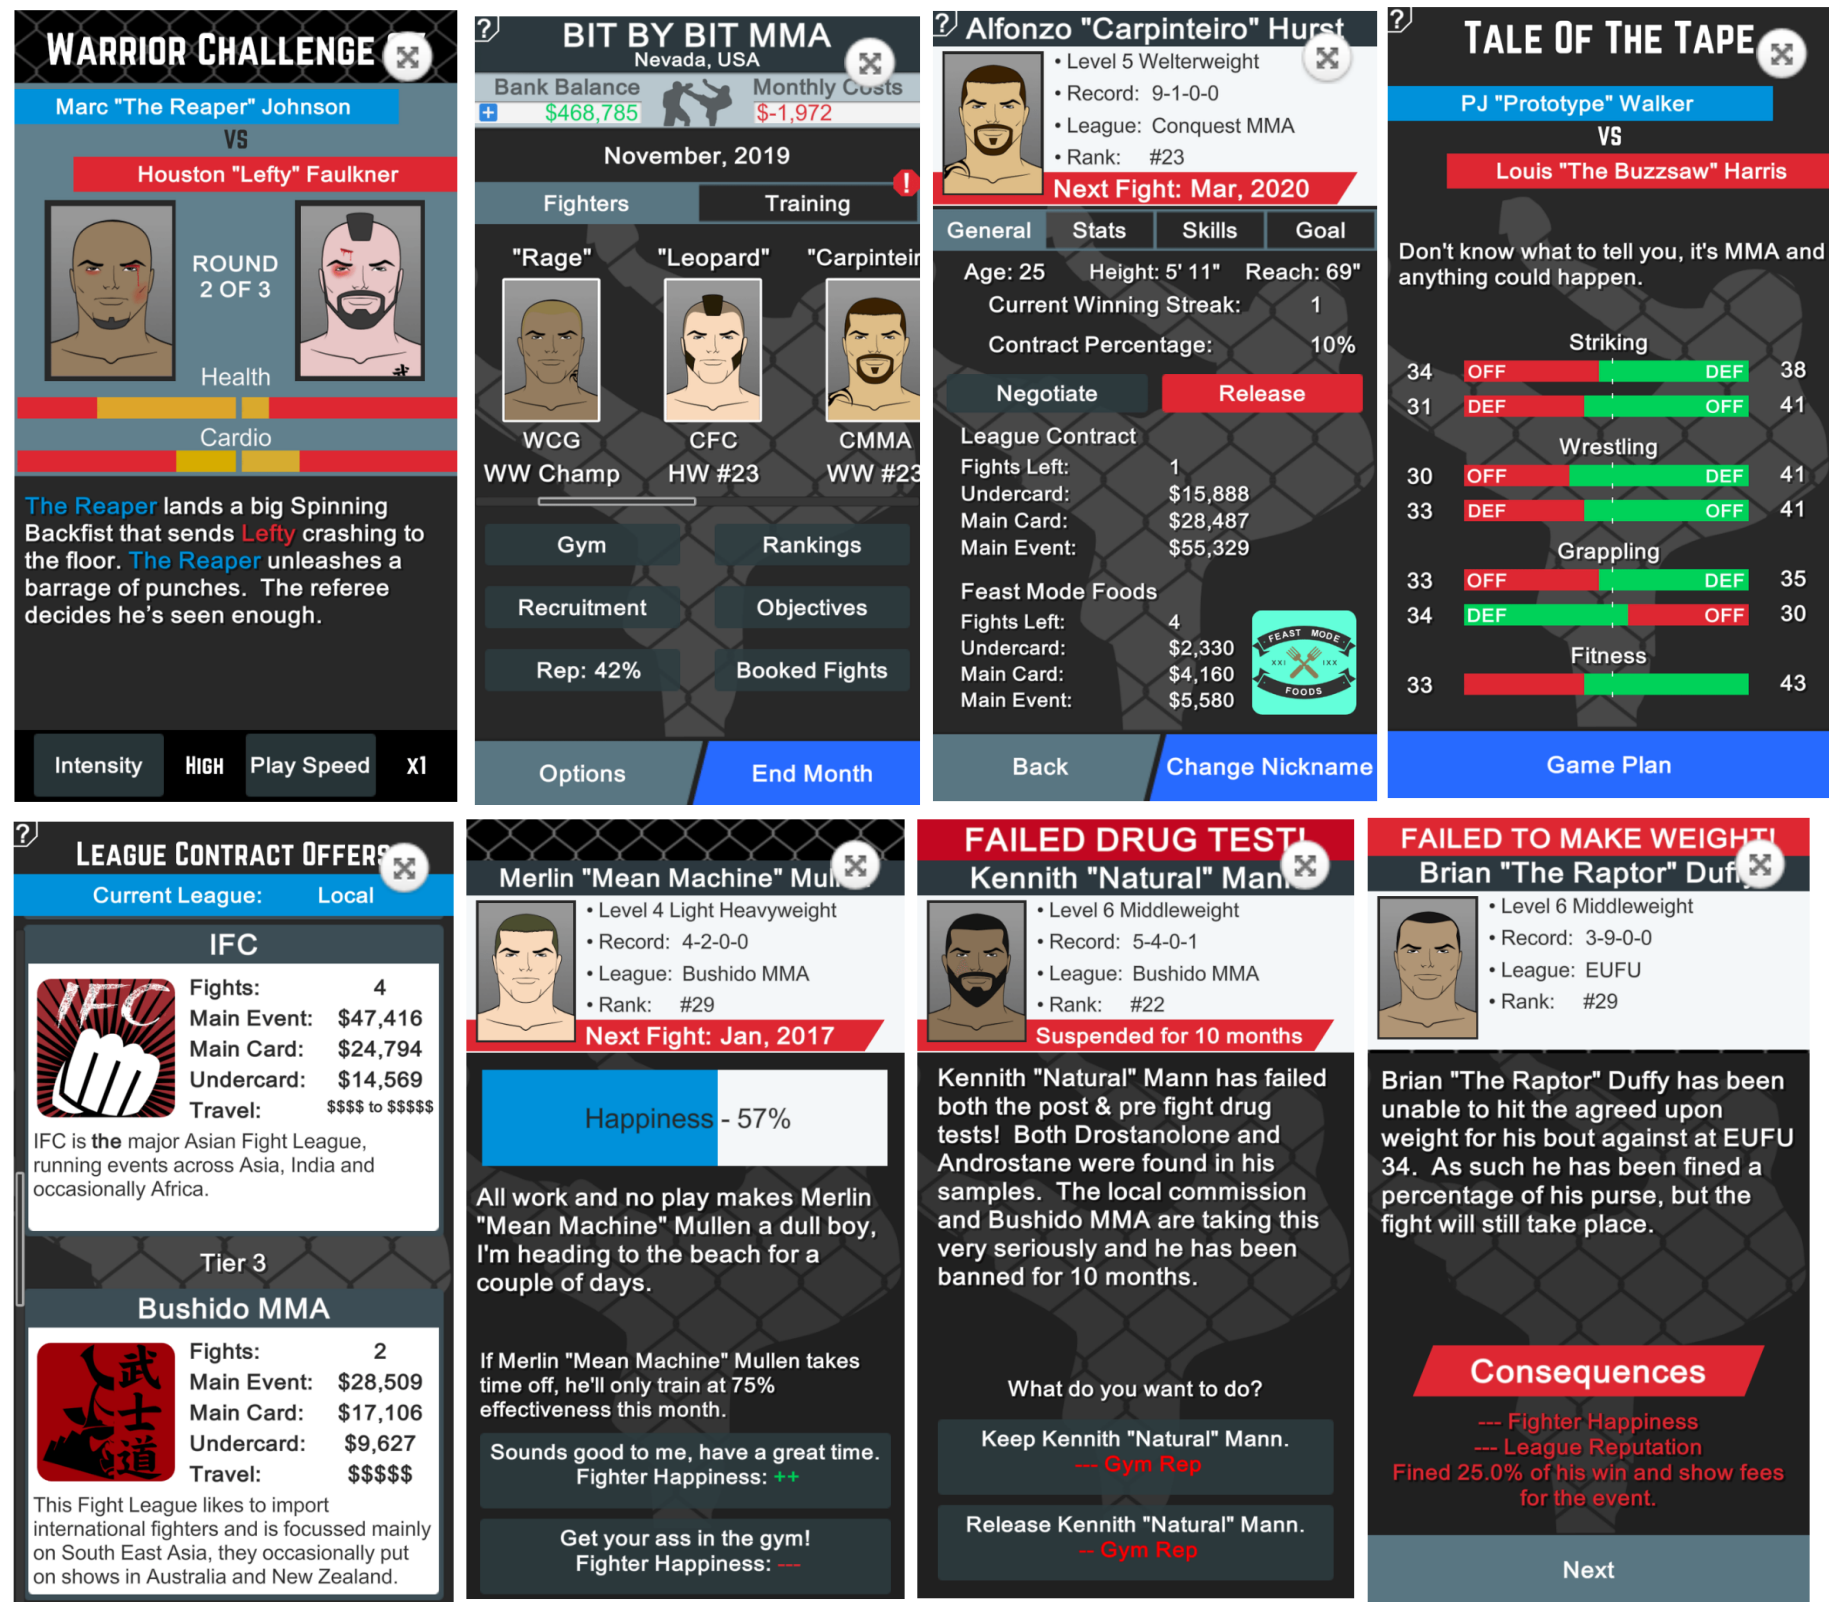 WARRIOR CHALLENGE
Marc "The Reaper" Johnson
VS
Houston "Lefty" Faulkner
ROUND
2 OF 3
Health
Cardio
The Reaper lands a big Spinning
Backfist that sends Lefty crashing to
the floor. The Reaper unleashes a
barrage of punches. The referee
decides he's seen enough.
Intensity
HIGH
Play Speed
X1
?
BIT BY BIT MMA
Nevada, USA
Bank Balance
Monthly Costs
+
$468,785
$-1,972
November, 2019
!
Fighters
Training
"Rage"
"Leopard"
"Carpinteir
WCG
WW Champ
CFC
HW #23
CMMA
WW #23
Gym
Rankings
Recruitment
Objectives
Rep: 42%
Booked Fights
Options
End Month
?
Alfonzo "Carpinteiro" Hurst
• Level 5 Welterweight
• Record: 9-1-0-0
• League: Conquest MMA
• Rank: #23
Next Fight: Mar, 2020
General
Stats
Skills
Goal
Age: 25 Height: 5' 11" Reach: 69"
Current Winning Streak: 1
Contract Percentage: 10%
Negotiate
Release
League Contract
Fights Left: 1
Undercard: $15,888
Main Card: $28,487
Main Event: $55,329
Feast Mode Foods
Fights Left: 4
Undercard: $2,330
Main Card: $4,160
Main Event: $5,580
FEAST MODE
XXI IXX
FOODS
Back
Change Nickname
?
TALE OF THE TAPE
PJ "Prototype" Walker
VS
Louis "The Buzzsaw" Harris
Don't know what to tell you, it's MMA and
anything could happen.
Striking
34 OFF DEF 38
31 DEF OFF 41
Wrestling
30 OFF DEF 41
33 DEF OFF 41
Grappling
33 OFF DEF 35
34 DEF OFF 30
Fitness
33 43
Game Plan
?
LEAGUE CONTRACT OFFERS
Current League: Local
IFC
IFC
Fights: 4
Main Event: $47,416
Main Card: $24,794
Undercard: $14,569
Travel: $$$$ to $$$$$
IFC is the major Asian Fight League,
running events across Asia, India and
occasionally Africa.
Tier 3
Bushido MMA
武士道
Fights: 2
Main Event: $28,509
Main Card: $17,106
Undercard: $9,627
Travel: $$$$$
This Fight League likes to import
international fighters and is focussed mainly
on South East Asia, they occasionally put
on shows in Australia and New Zealand.
Merlin "Mean Machine"
• Level 4 Light Heavyweight
• Record: 4-2-0-0
• League: Bushido MMA
• Rank: #29
Next Fight: Jan, 2017
Happiness - 57%
All work and no play makes Merlin
"Mean Machine" Mullen a dull boy,
I'm heading to the beach for a
couple of days.
If Merlin "Mean Machine" Mullen takes
time off, he'll only train at 75%
effectiveness this month.
Sounds good to me, have a great time.
Fighter Happiness: ++
Get your ass in the gym!
Fighter Happiness: ---
FAILED DRUG TEST!
Kennith "Natural" Mann
• Level 6 Middleweight
• Record: 5-4-0-1
• League: Bushido MMA
• Rank: #22
Suspended for 10 months
Kennith "Natural" Mann has failed
both the post & pre fight drug
tests! Both Drostanolone and
Androstane were found in his
samples. The local commission
and Bushido MMA are taking this
very seriously and he has been
banned for 10 months.
What do you want to do?
Keep Kennith "Natural" Mann.
--- Gym Rep
Release Kennith "Natural" Mann.
-- Gym Rep
FAILED TO MAKE WEIGHT!
Brian "The Raptor" Duffy
• Level 6 Middleweight
• Record: 3-9-0-0
• League: EUFU
• Rank: #29
Brian "The Raptor" Duffy has been
unable to hit the agreed upon
weight for his bout against at EUFU
34. As such he has been fined a
percentage of his purse, but the
fight will still take place.
Consequences
--- Fighter Happiness
--- League Reputation
Fined 25.0% of his win and show fees
for the event.
Next